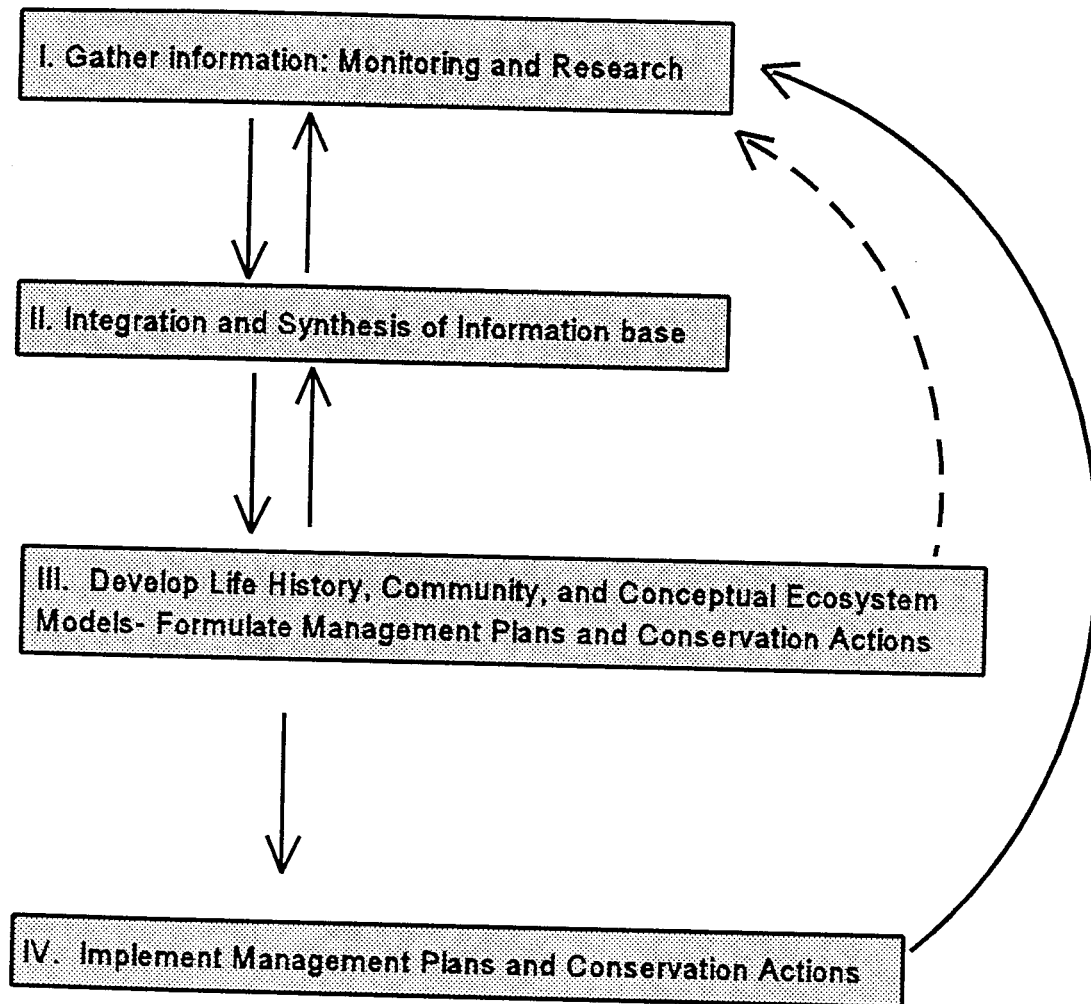 I. Gather information: Monitoring and Research
II. Integration and Synthesis of Information base
III. Develop Life History, Community, and Conceptual Ecosystem
Models- Formulate Management Plans and Conservation Actions
IV. Implement Management Plans and Conservation Actions